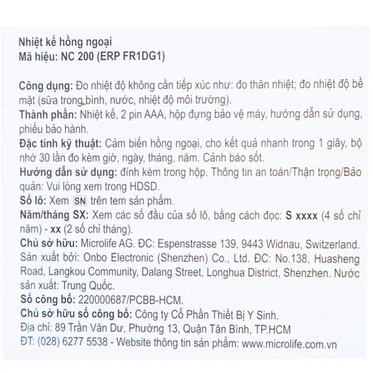 Nhiệt kế hồng ngoại
Mã hiệu: NC 200 (ERP FR1DG1)
Công dụng: Đo nhiệt độ không cần tiếp xúc như: đo thân nhiệt; đo nhiệt độ bề
mặt (sữa trong bình, nước, nhiệt độ môi trường).
Thành phần: Nhiệt kế, 2 pin AAA, hộp đựng bảo vệ máy, hướng dẫn sử dụng,
phiếu bảo hành.
Đặc tính kỹ thuật: Cảm biến hồng ngoại, cho kết quả nhanh trong 1 giây, bộ
nhớ 30 lần đo kèm giờ, ngày, tháng, năm. Cảnh báo sốt.
Hướng dẫn sử dụng: đính kèm trong hộp. Thông tin an toàn/Thận trọng/Bảo
quản: Vui lòng xem trong HDSD.
Số lô: Xem SN trên tem sản phẩm.
Năm/tháng SX: Xem các số đầu của số lô, bằng cách đọc: S xxxx (4 số chỉ
năm) - xx (2 số chỉ tháng).
Chủ sở hữu: Microlife AG. ĐC: Espenstrasse 139, 9443 Widnau, Switzerland.
Sản xuất bởi: Onbo Electronic (Shenzhen) Co., Ltd. ĐC: No.138, Huasheng
Road, Langkou Community, Dalang Street, Longhua District, Shenzhen. Nước
sản xuất: Trung Quốc.
Số công bố: 220000687/PCBB-HCM.
Chủ sở hữu số công bố: Công ty Cổ Phần Thiết Bị Y Sinh
Địa chỉ: 89 Trần Văn Dư, Phường 13, Quận Tân Bình, TP.HCM
ĐT: (028) 6277 5538 - Website thông tin sản phẩm: www.microlife.com.vn